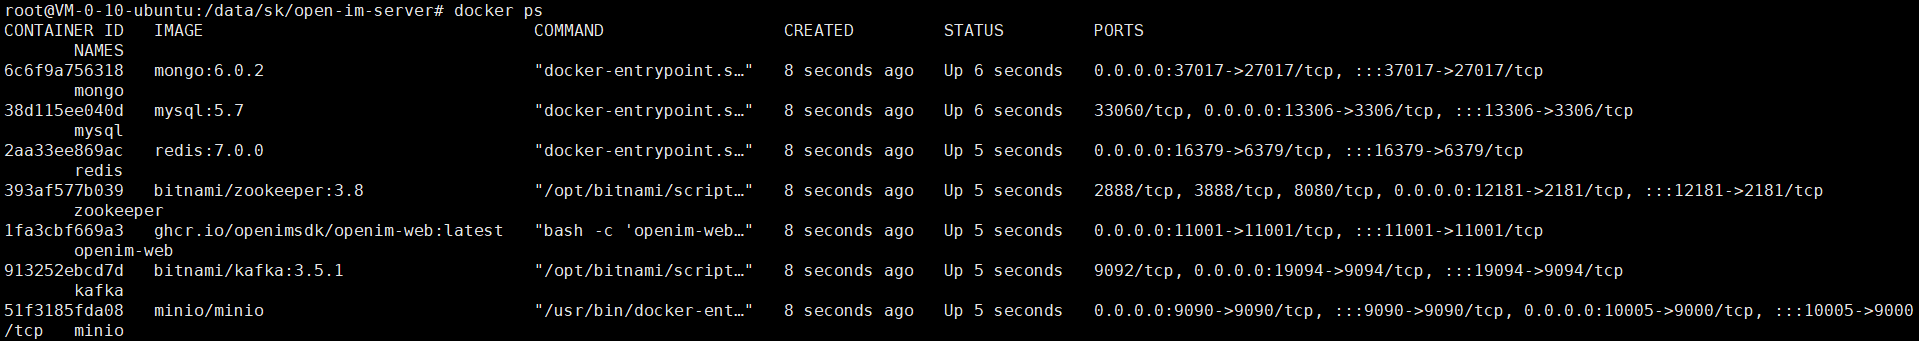 root@VM-0-10-ubuntu:/data/sk/open-im-server# docker ps
CONTAINER ID   IMAGE                                 COMMAND                  CREATED         STATUS         PORTS
       NAMES
6c6f9a756318   mongo:6.0.2                           "docker-entrypoint.s…"   8 seconds ago   Up 6 seconds   0.0.0.0:37017->27017/tcp, :::37017->27017/tcp
       mongo
38d115ee040d   mysql:5.7                             "docker-entrypoint.s…"   8 seconds ago   Up 6 seconds   33060/tcp, 0.0.0.0:13306->3306/tcp, :::13306->3306/tcp
       mysql
2aa33ee869ac   redis:7.0.0                           "docker-entrypoint.s…"   8 seconds ago   Up 5 seconds   0.0.0.0:16379->6379/tcp, :::16379->6379/tcp
       redis
393af577b039   bitnami/zookeeper:3.8                 "/opt/bitnami/script…"   8 seconds ago   Up 5 seconds   2888/tcp, 3888/tcp, 8080/tcp, 0.0.0.0:12181->2181/tcp, :::12181->2181/tcp
       zookeeper
1fa3cbf669a3   ghcr.io/openimsdk/openim-web:latest   "bash -c 'openim-web…"   8 seconds ago   Up 5 seconds   0.0.0.0:11001->11001/tcp, :::11001->11001/tcp
       openim-web
913252ebcd7d   bitnami/kafka:3.5.1                   "/opt/bitnami/script…"   8 seconds ago   Up 5 seconds   9092/tcp, 0.0.0.0:19094->9094/tcp, :::19094->9094/tcp
       kafka
51f3185fda08   minio/minio                           "/usr/bin/docker-ent…"   8 seconds ago   Up 5 seconds   0.0.0.0:9090->9090/tcp, :::9090->9090/tcp, 0.0.0.0:10005->9000/tcp, :::10005->9000
/tcp   minio